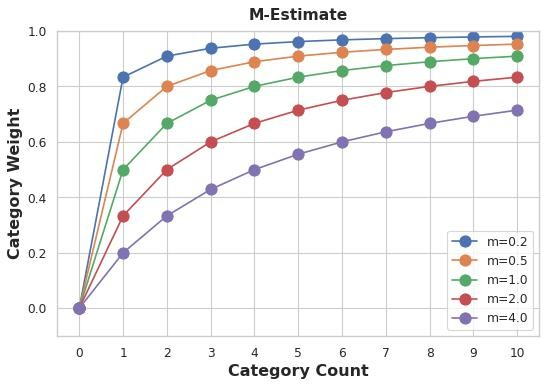 M-Estimate
Category Weight
1.0
0.8
0.6
0.4
0.2
0.0
m=0.2
m=0.5
m=1.0
m=2.0
m=4.0
0 1 2 3 4 5 6 7 8 9 10
Category Count